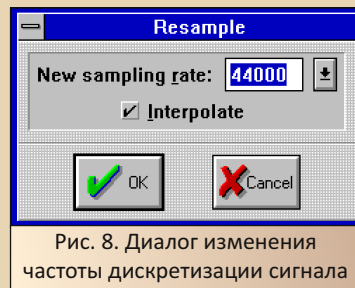 Resample
New sampling rate: 44000
Interpolate
OK
Cancel
Рис. 8. Диалог изменения
частоты дискретизации сигнала